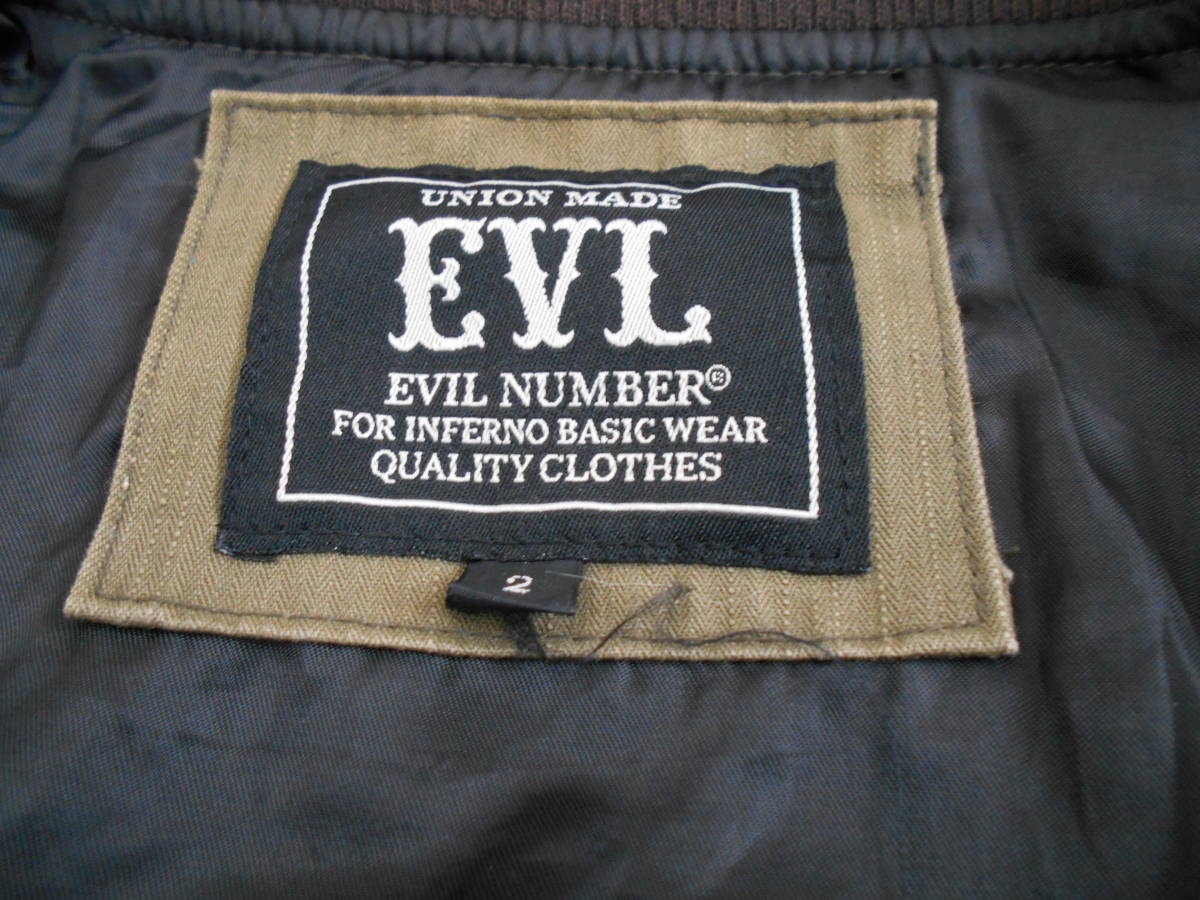 UNION MADE
EVL
EVIL NUMBER®
FOR INFERNO BASIC WEAR
QUALITY CLOTHES
2